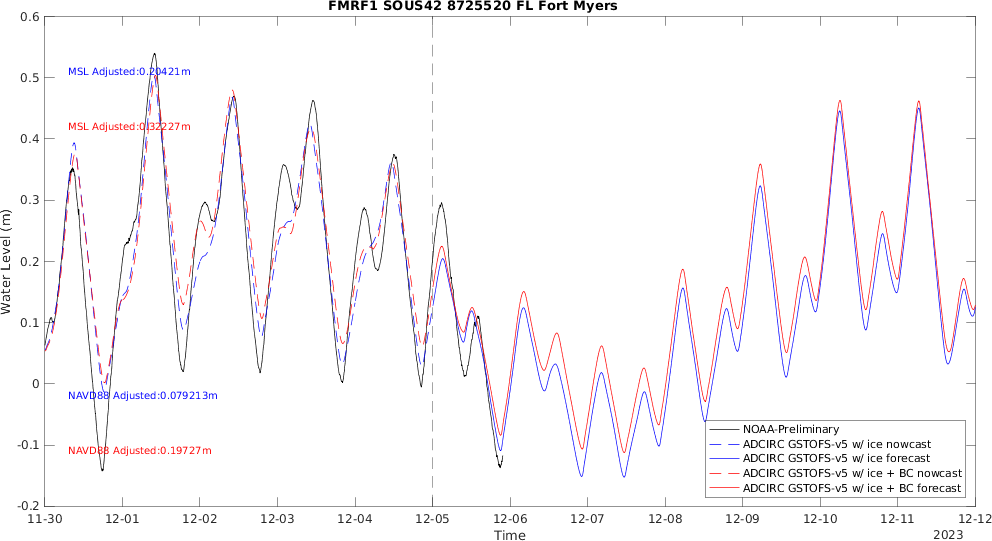 FMRF1 SOUS42 8725520 FL Fort Myers
0.6
0.5
0.4
0.3
0.2
0.1
0
-0.1
-0.2
Water Level (m)
MSL Adjusted:0.20421m
MSL Adjusted:0.32227m
NAVD88 Adjusted:0.079213m
NAVD88 Adjusted:0.19727m
NOAA-Preliminary
ADCIRC GSTOFS-v5 w/ ice nowcast
ADCIRC GSTOFS-v5 w/ ice forecast
ADCIRC GSTOFS-v5 w/ ice + BC nowcast
ADCIRC GSTOFS-v5 w/ ice + BC forecast
11-30 12-01 12-02 12-03 12-04 12-05 12-06 12-07 12-08 12-09 12-10 12-11 12-12
Time
2023